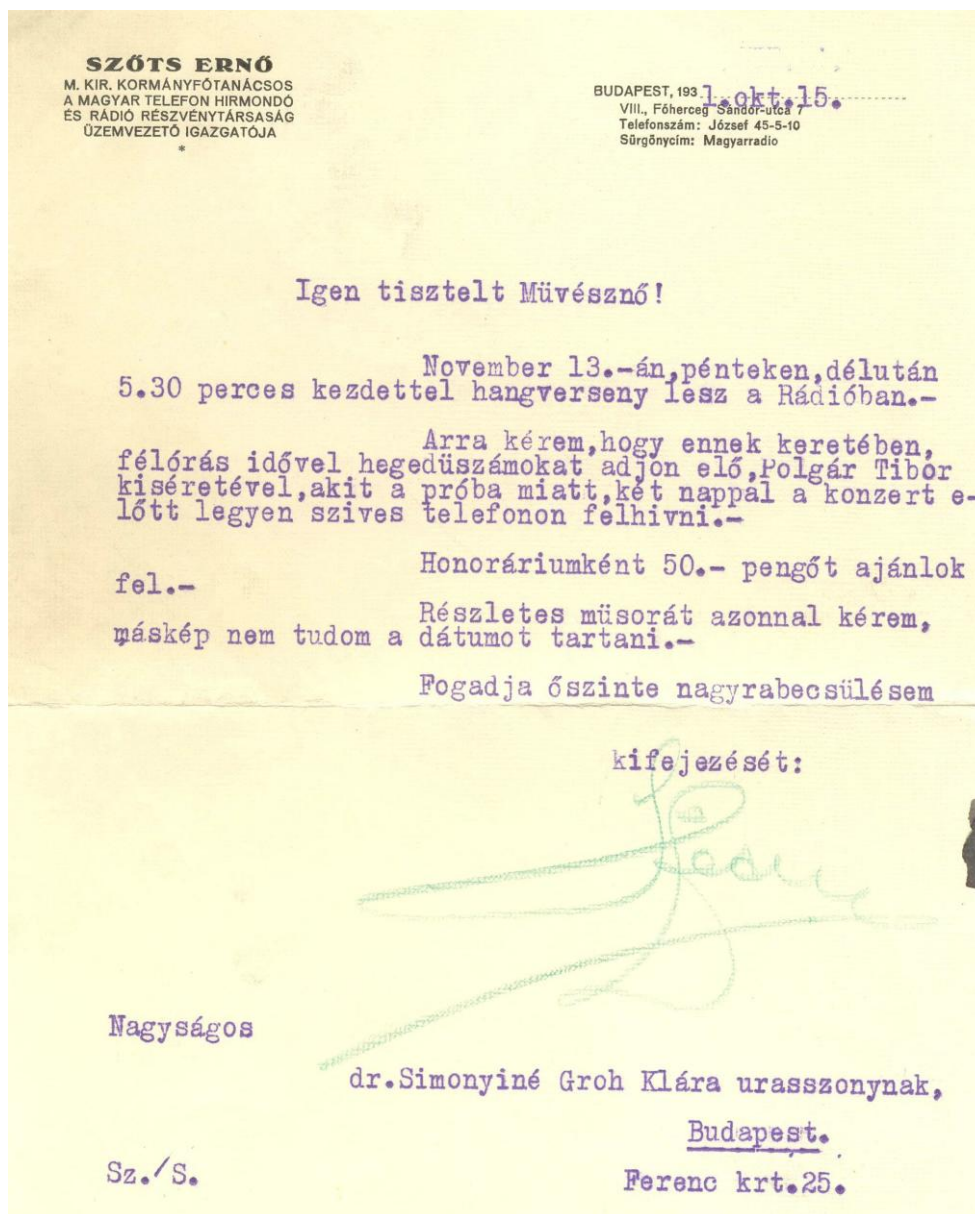 SZŐTS ERNŐ
M. KIR. KORMÁNYFŐTANÁCSOS
A MAGYAR TELEFON HIRMONDÓ
ÉS RÁDIÓ RÉSZVÉNYTÁRSASÁG
ÜZEMVEZETŐ IGAZGATÓJA
*
BUDAPEST, 1931.okt.15.
VIII., Főherceg Sándor-utca 7
Telefonszám: József 45-5-10
Sürgönycím: Magyarradio
Igen tisztelt Müvésznő!
November 13.-án,pénteken,délután
5.30 perces kezdettel hangverseny lesz a Rádióban.-
Arra kérem,hogy ennek keretében,
félórás idővel hegedüszámokat adjon elő,Polgár Tibor
kiséretével,akit a próba miatt,két nappal a konzert e-
lőtt legyen szives telefonon felhivni.-
Honoráriumként 50.- pengőt ajánlok
fel.-
Részletes müsorát azonnal kérem,
máskép nem tudom a dátumot tartani.-
Fogadja őszinte nagyrabecsülésem
kifejezését:
Nagyságos
dr.Simonyiné Groh Klára urasszonynak,
Budapest.
Sz./S.
Ferenc krt.25.